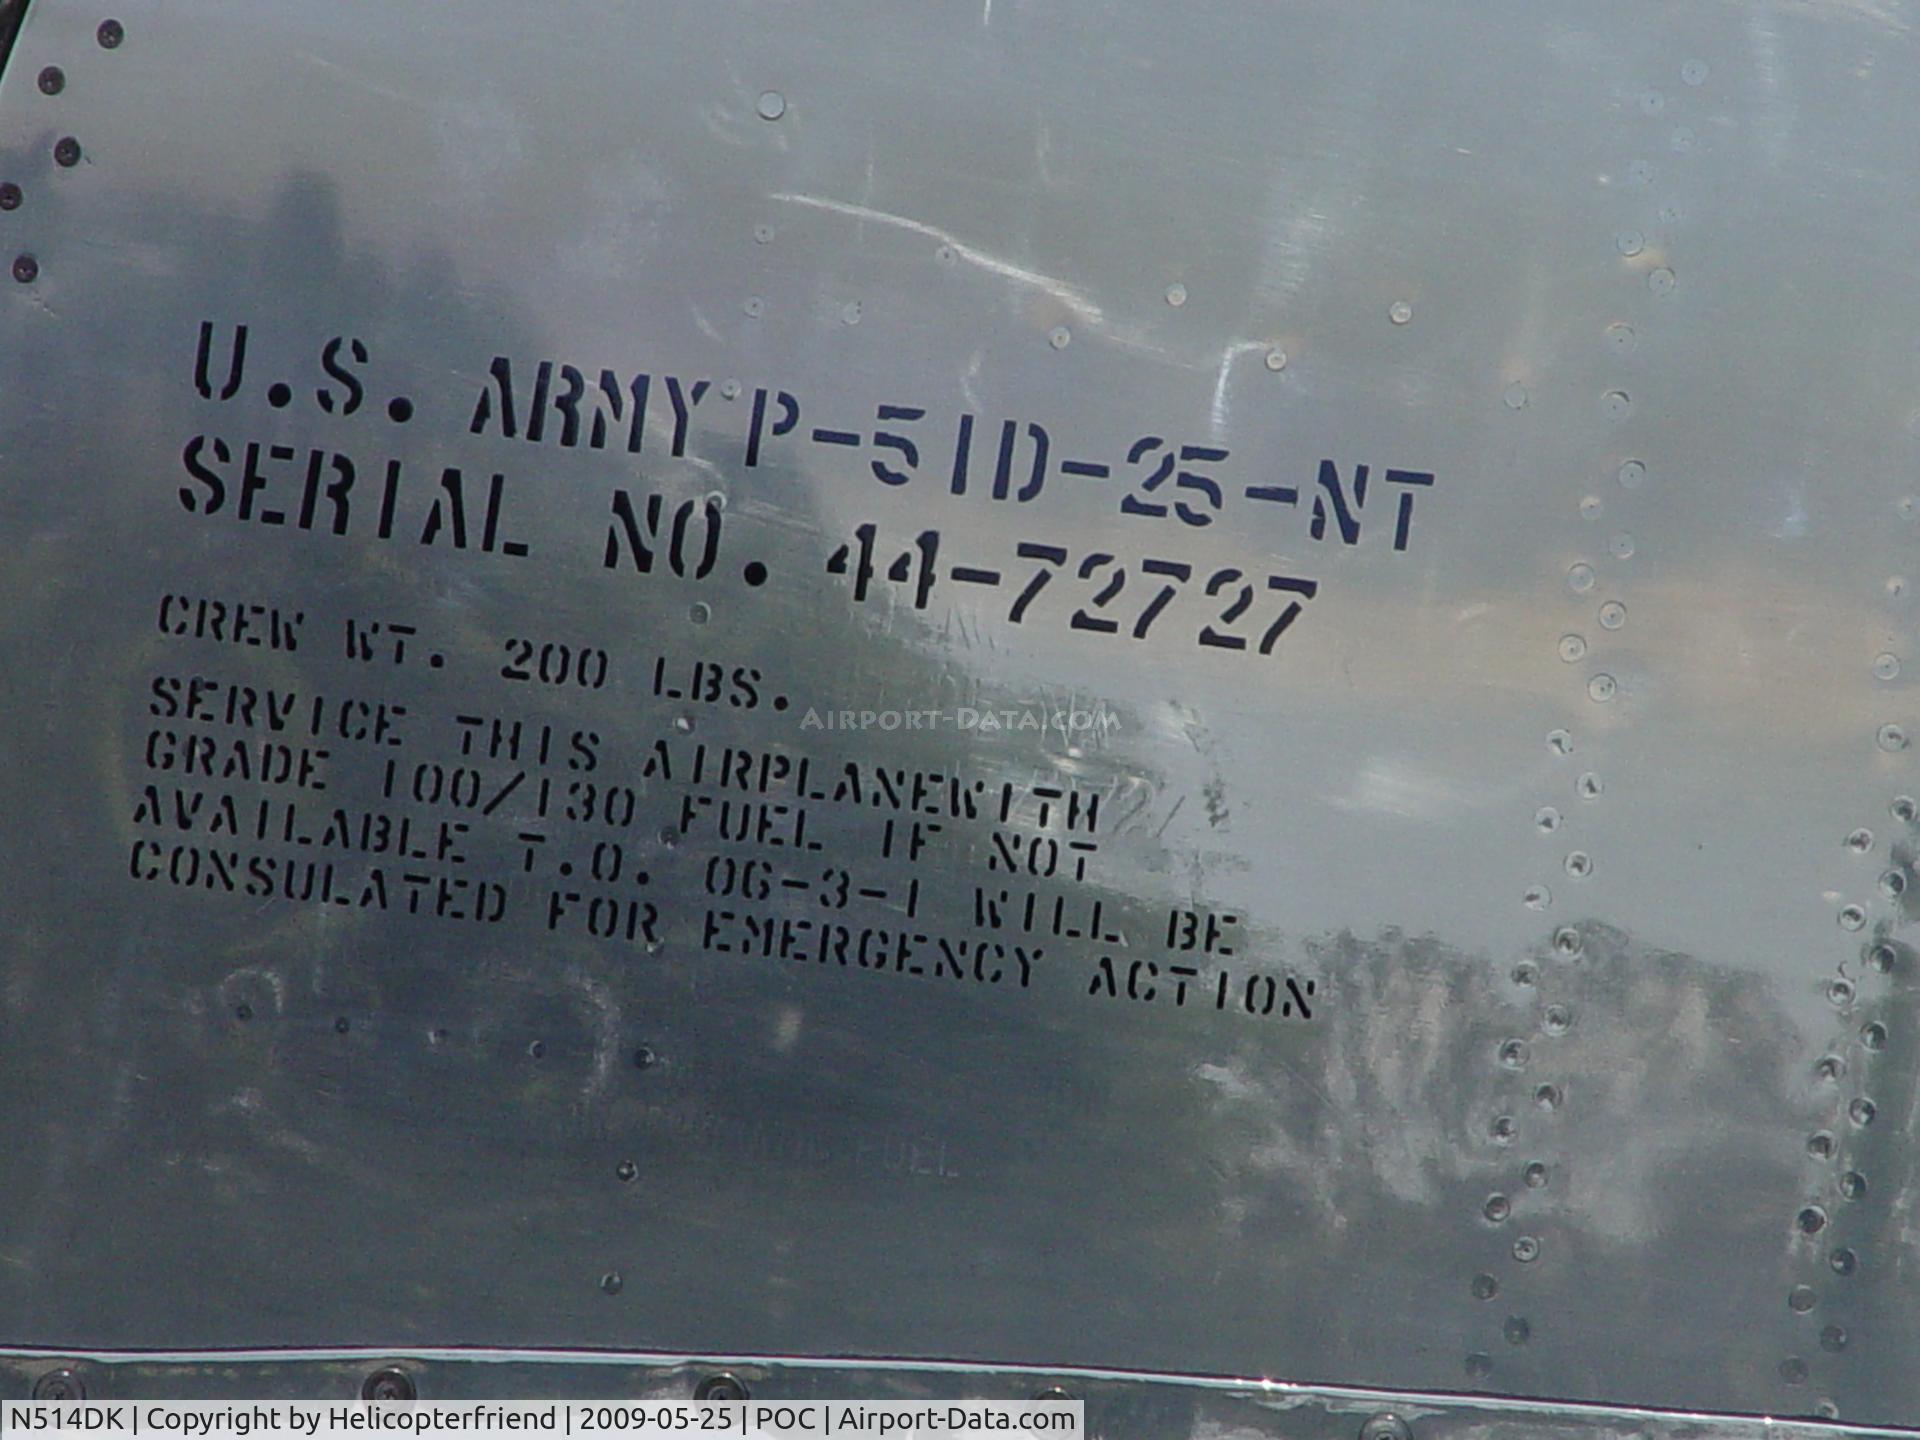 U.S. ARMY P-51D-25-NT
SERIAL NO. 44-72727
CREW WT. 200 LBS.
SERVICE THIS AIRPLANEWITH
GRADE 100/130 FUEL IF NOT
AVAILABLE T.O. 06-3-1 WILL BE
CONSULATED FOR EMERGENCY ACTION
AIRPORT-DATA.COM
FUEL
N514DK | Copyright by Helicopterfriend | 2009-05-25 | POC | Airport-Data.com